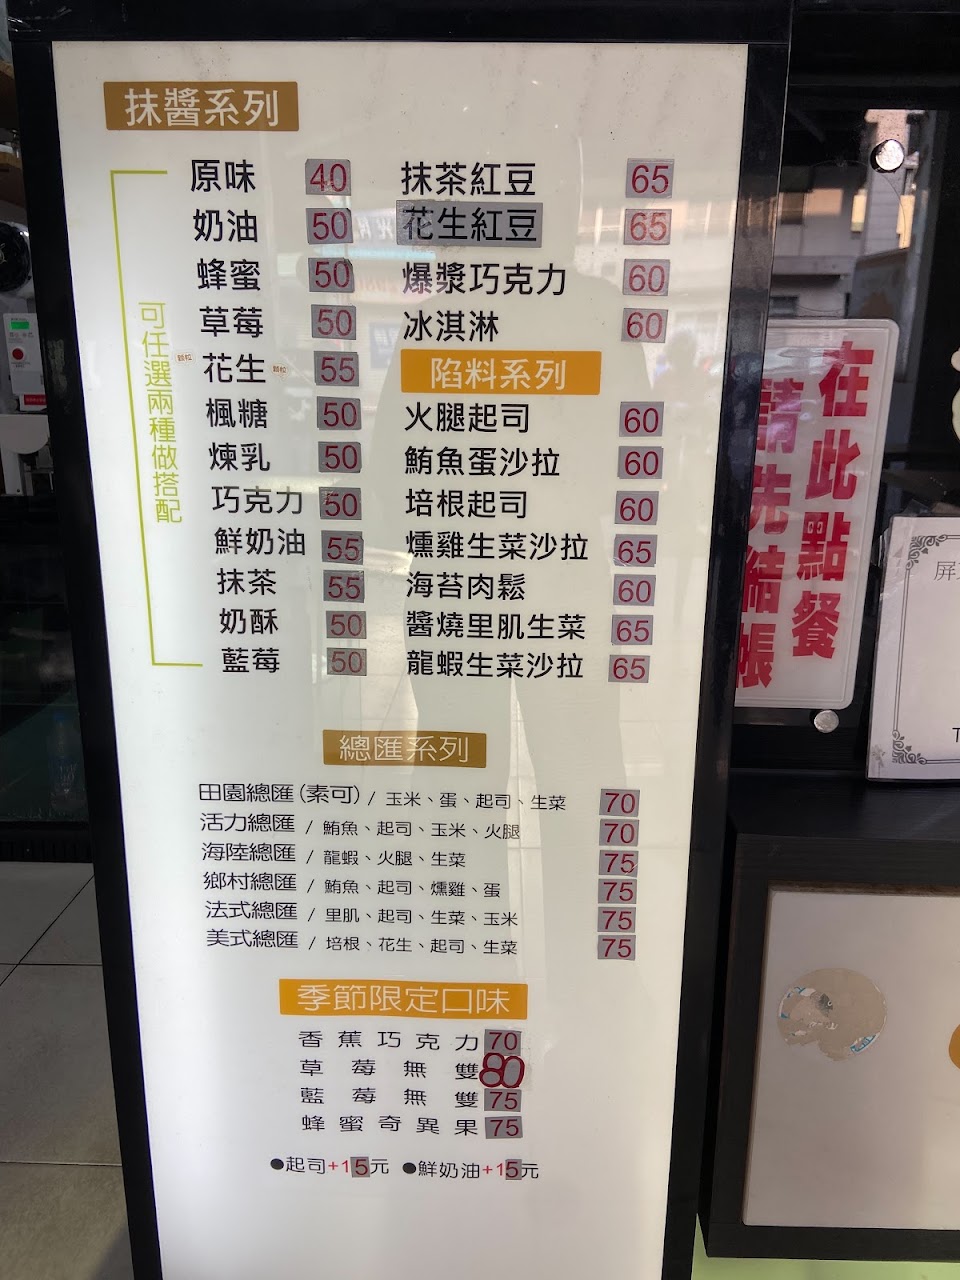 抹醬系列
可任選兩種做搭配
原味 40
奶油 50
蜂蜜 50
草莓 50
顆粒 花生 顆粒 55
楓糖 50
煉乳 50
巧克力 50
鮮奶油 55
抹茶 55
奶酥 50
藍莓 50
抹茶紅豆 65
花生紅豆 65
爆漿巧克力 60
冰淇淋 60
陷料系列
火腿起司 60
鮪魚蛋沙拉 60
培根起司 60
燻雞生菜沙拉 65
海苔肉鬆 60
醬燒里肌生菜 65
龍蝦生菜沙拉 65
總匯系列
田園總匯(素可) / 玉米、蛋、起司、生菜 70
活力總匯 / 鮪魚、起司、玉米、火腿 70
海陸總匯 / 龍蝦、火腿、生菜 75
鄉村總匯 / 鮪魚、起司、燻雞、蛋 75
法式總匯 / 里肌、起司、生菜、玉米 75
美式總匯 / 培根、花生、起司、生菜 75
季節限定口味
香蕉巧克力 70
草莓無雙 80
藍莓無雙 75
蜂蜜奇異果 75
●起司+15元 ●鮮奶油+15元
在此點餐
請先結帳
屏
T